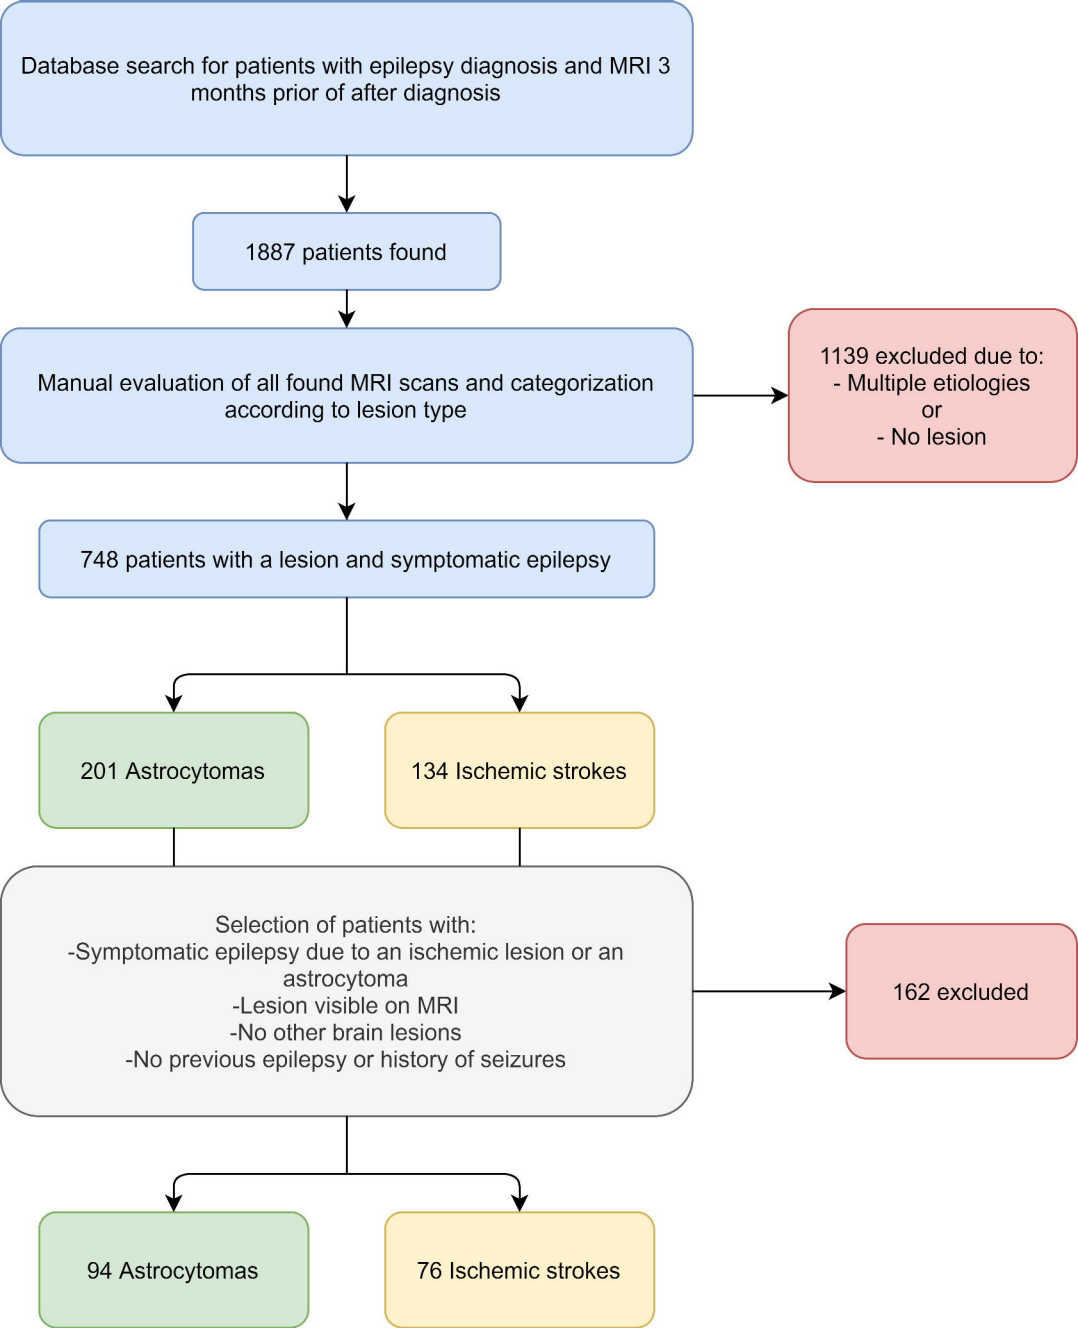 Database search for patients with epilepsy diagnosis and MRI 3
months prior of after diagnosis
1887 patients found
Manual evaluation of all found MRI scans and categorization
according to lesion type
1139 excluded due to:
- Multiple etiologies
or
- No lesion
748 patients with a lesion and symptomatic epilepsy
201 Astrocytomas
134 Ischemic strokes
Selection of patients with:
-Symptomatic epilepsy due to an ischemic lesion or an
astrocytoma
-Lesion visible on MRI
-No other brain lesions
-No previous epilepsy or history of seizures
162 excluded
94 Astrocytomas
76 Ischemic strokes